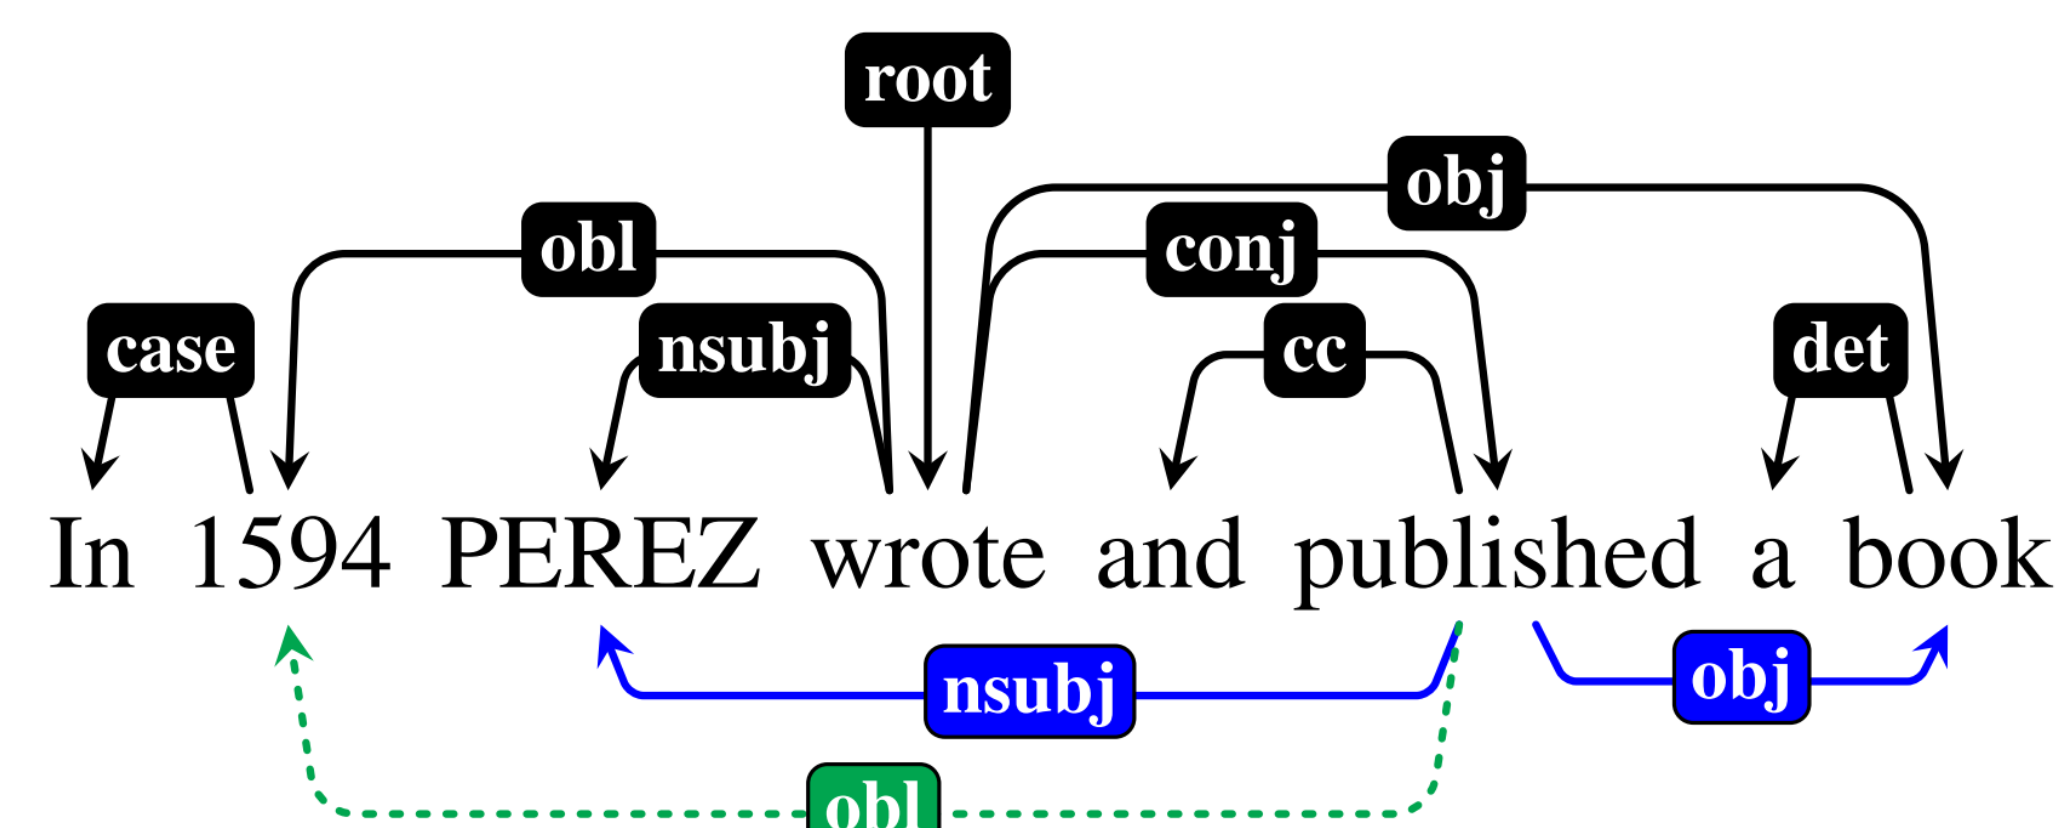 root
obj
obl conj
case nsubj cc det
In 1594 PEREZ wrote and published a book
nsubj obj
obl